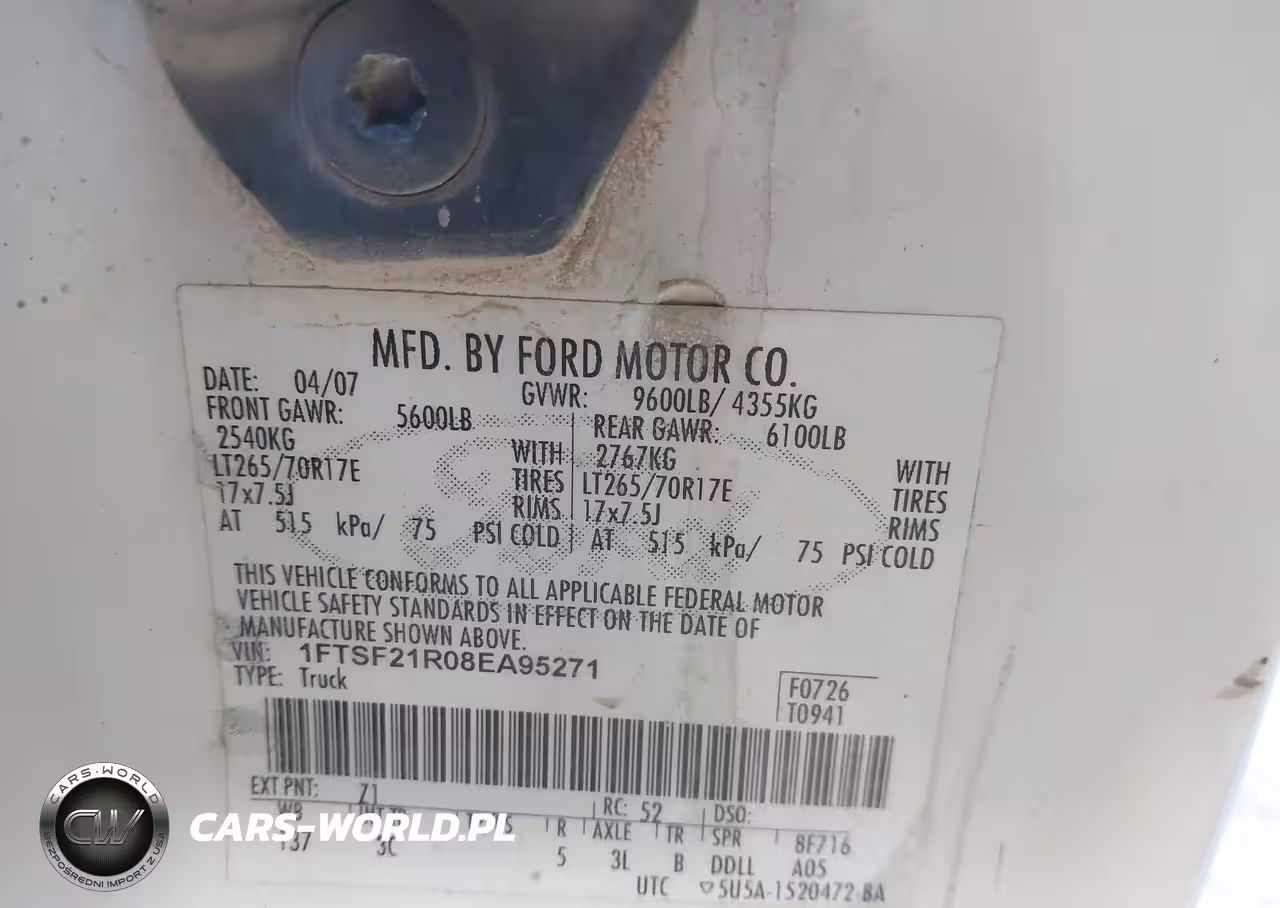 MFD. BY FORD MOTOR CO.
DATE: 04/07 GVWR: 9600LB/ 4355KG
FRONT GAWR: 5600LB REAR GAWR: 6100LB
2540KG WITH 2767KG WITH
LT265/70R17E TIRES LT265/70R17E TIRES
17x7.5J RIMS 17x7.5J RIMS
AT 515 kPa/ 75 PSI COLD AT 515 kPa/ 75 PSI COLD
THIS VEHICLE CONFORMS TO ALL APPLICABLE FEDERAL MOTOR
VEHICLE SAFETY STANDARDS IN EFFECT ON THE DATE OF
MANUFACTURE SHOWN ABOVE.
VIN: 1FTSF21R08EA95271
TYPE: Truck
F0726
T0941
EXT PNT: Z1 RC: 52 DSO:
WB R AXLE TR SPR 8F716
137 3C 5 3L B DDLL A05
UTC ▽5U5A-1520472-BA
CARS-WORLD
CW
BEZPOŚREDNI IMPORT Z USA
CARS-WORLD.PL